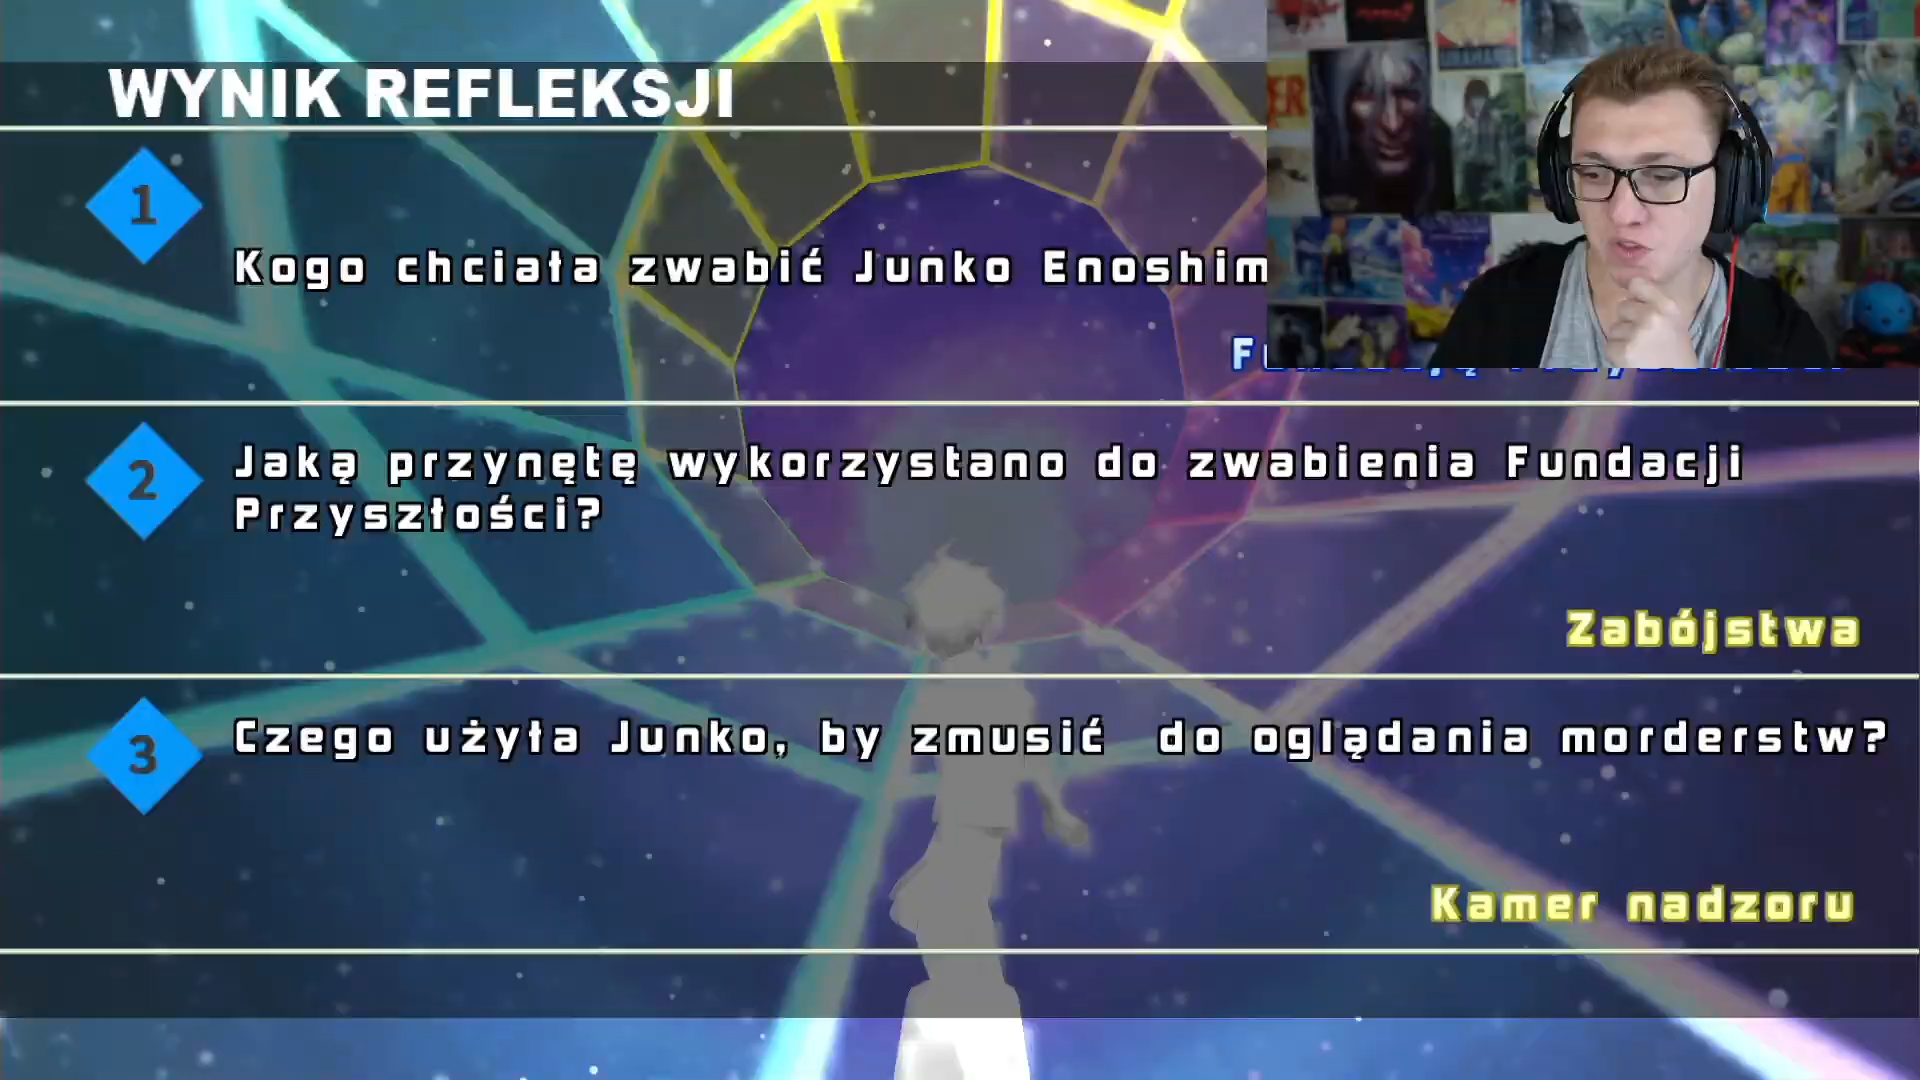 WYNIK REFLEKSJI
1
Kogo chciała zwabić Junko Enoshim
2
Jaką przynętę wykorzystano do zwabienia Fundacji
Przyszłości?
Zabójstwa
3
Czego użyła Junko, by zmusić do oglądania morderstw?
Kamer nadzoru